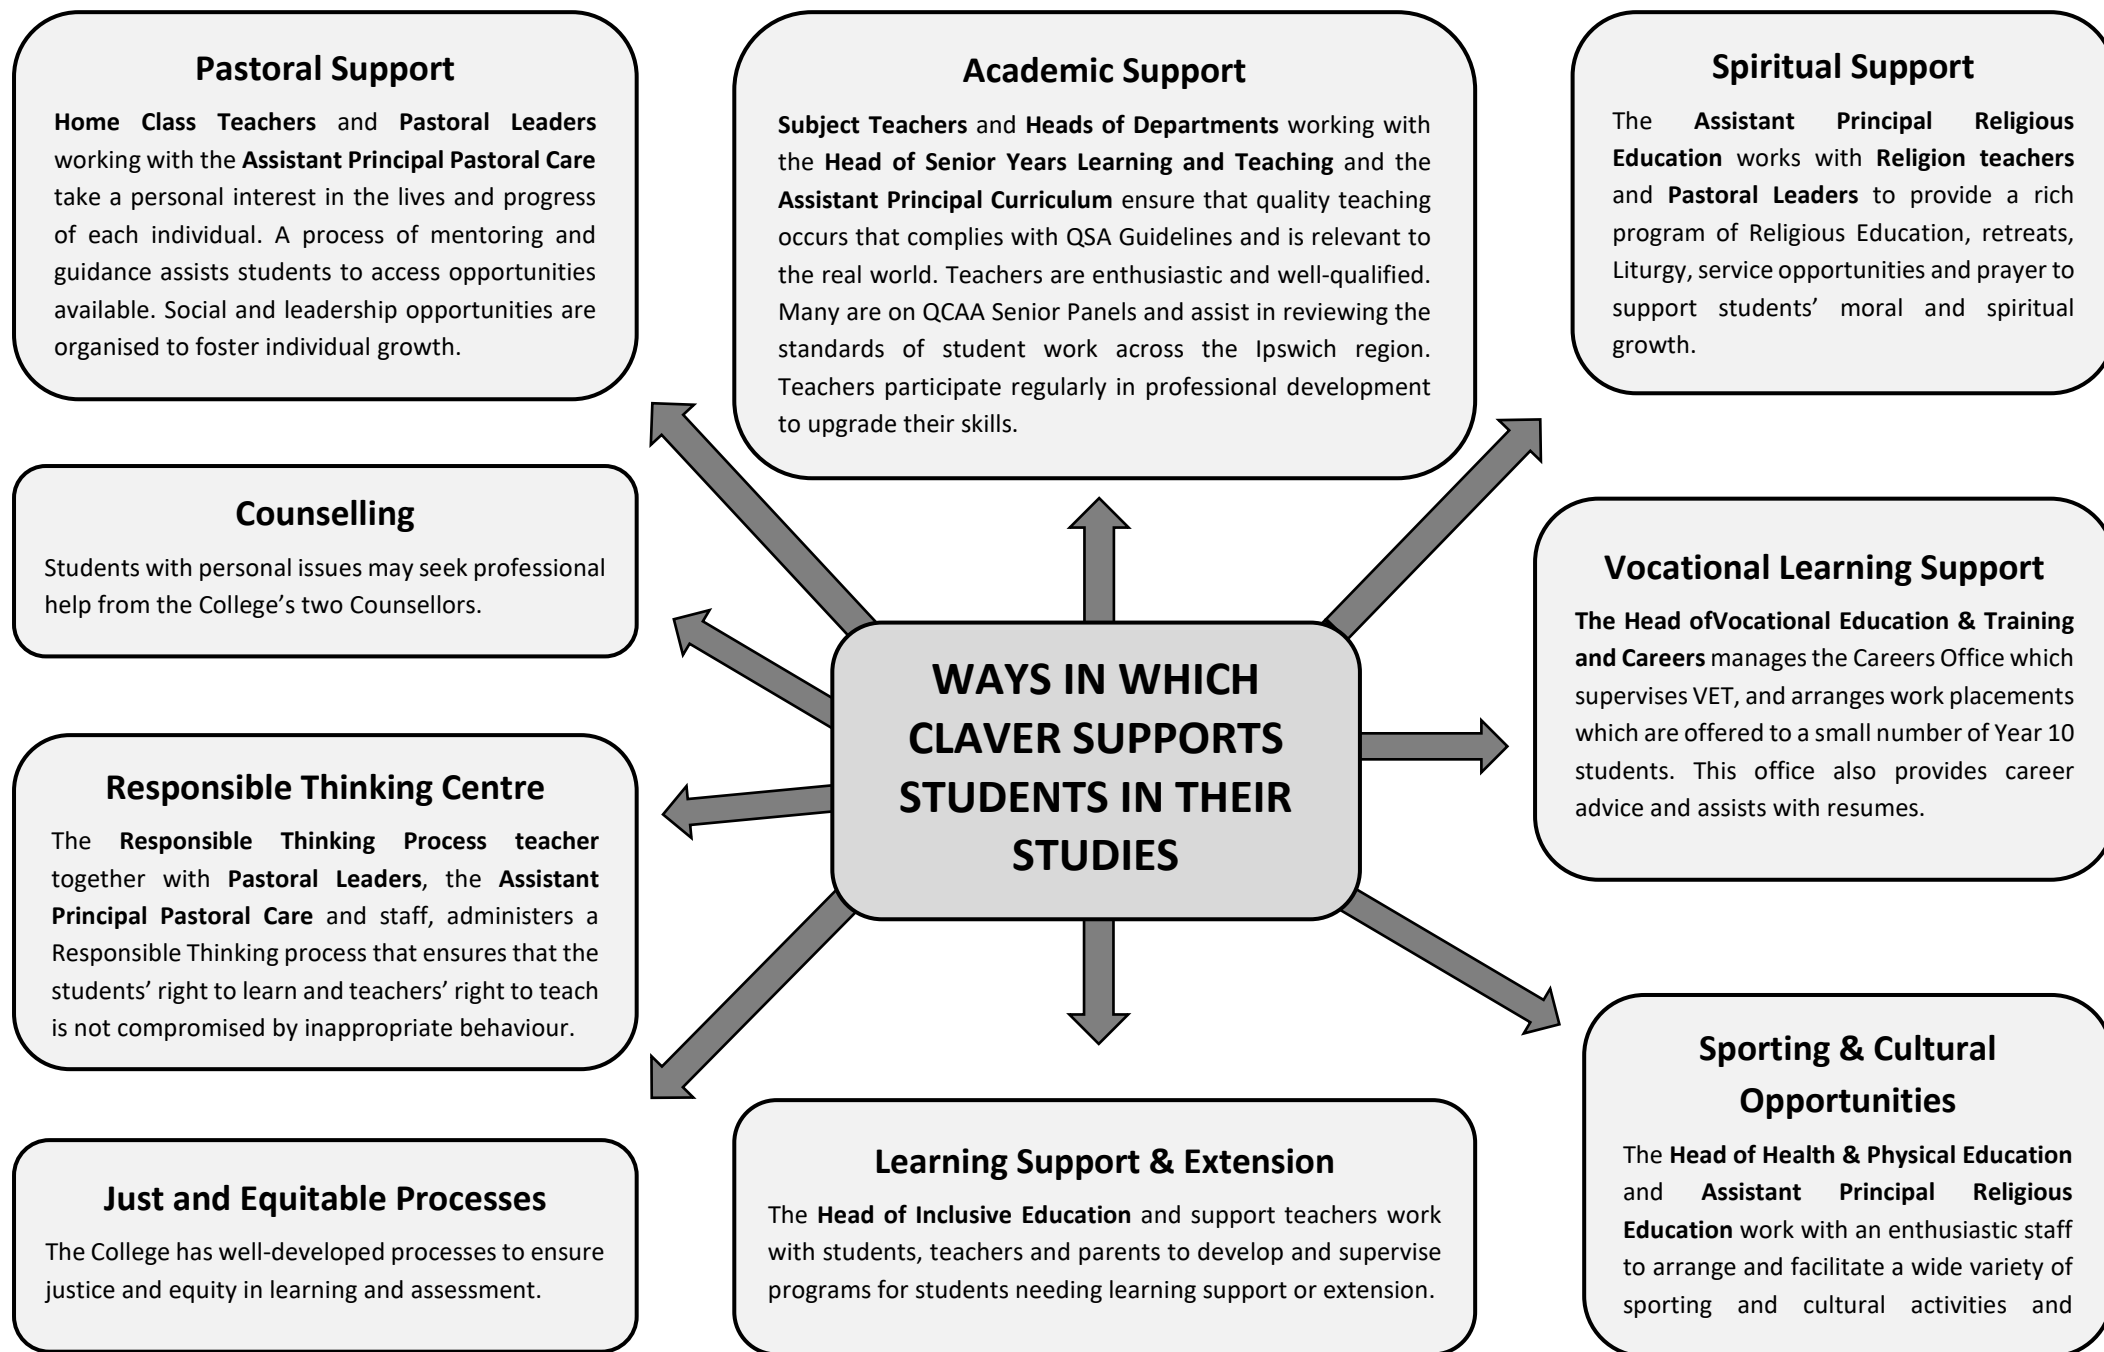 Pastoral Support
Home Class Teachers and Pastoral Leaders
working with the Assistant Principal Pastoral Care
take a personal interest in the lives and progress
of each individual. A process of mentoring and
guidance assists students to access opportunities
available. Social and leadership opportunities are
organised to foster individual growth.
Academic Support
Subject Teachers and Heads of Departments working with
the Head of Senior Years Learning and Teaching and the
Assistant Principal Curriculum ensure that quality teaching
occurs that complies with QSA Guidelines and is relevant to
the real world. Teachers are enthusiastic and well-qualified.
Many are on QCAA Senior Panels and assist in reviewing the
standards of student work across the Ipswich region.
Teachers participate regularly in professional development
to upgrade their skills.
Spiritual Support
The Assistant Principal Religious
Education works with Religion teachers
and Pastoral Leaders to provide a rich
program of Religious Education, retreats,
Liturgy, service opportunities and prayer to
support students’ moral and spiritual
growth.
Counselling
Students with personal issues may seek professional
help from the College’s two Counsellors.
Vocational Learning Support
The Head ofVocational Education & Training
and Careers manages the Careers Office which
supervises VET, and arranges work placements
which are offered to a small number of Year 10
students. This office also provides career
advice and assists with resumes.
WAYS IN WHICH
CLAVER SUPPORTS
STUDENTS IN THEIR
STUDIES
Responsible Thinking Centre
The Responsible Thinking Process teacher
together with Pastoral Leaders, the Assistant
Principal Pastoral Care and staff, administers a
Responsible Thinking process that ensures that the
students’ right to learn and teachers’ right to teach
is not compromised by inappropriate behaviour.
Sporting & Cultural
Opportunities
The Head of Health & Physical Education
and Assistant Principal Religious
Education work with an enthusiastic staff
to arrange and facilitate a wide variety of
sporting and cultural activities and
Just and Equitable Processes
The College has well-developed processes to ensure
justice and equity in learning and assessment.
Learning Support & Extension
The Head of Inclusive Education and support teachers work
with students, teachers and parents to develop and supervise
programs for students needing learning support or extension.